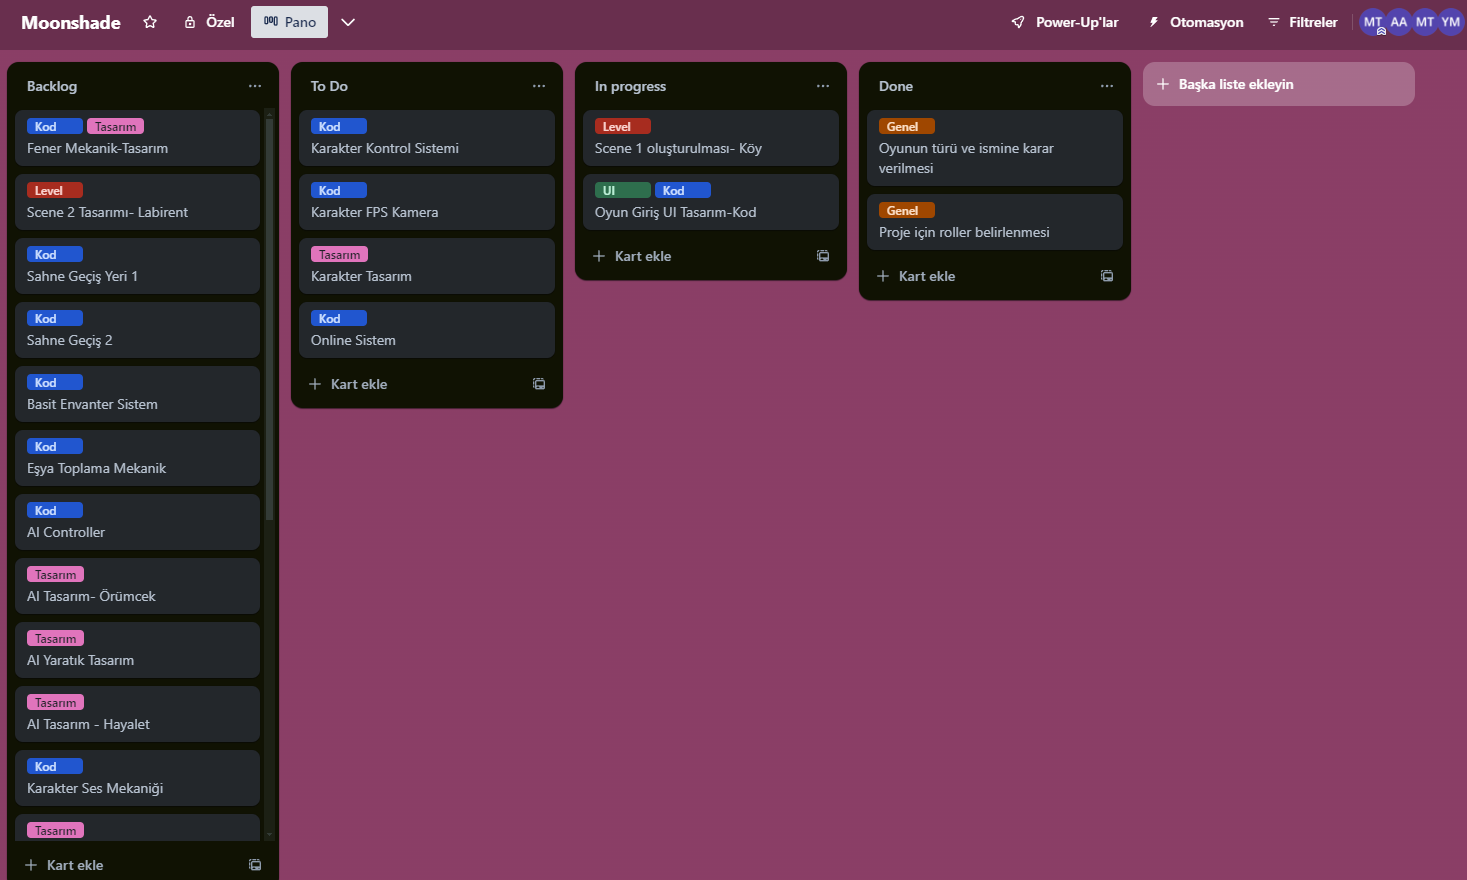 Moonshade
Özel
Pano
Power-Up'lar
Otomasyon
Filtreler
MT
AA
MT
YM
Backlog
Kod Tasarım
Fener Mekanik-Tasarım
Level
Scene 2 Tasarımı- Labirent
Kod
Sahne Geçiş Yeri 1
Kod
Sahne Geçiş 2
Kod
Basit Envanter Sistem
Kod
Eşya Toplama Mekanik
Kod
AI Controller
Tasarım
AI Tasarım- Örümcek
Tasarım
AI Yaratık Tasarım
Tasarım
AI Tasarım - Hayalet
Kod
Karakter Ses Mekaniği
Tasarım
+ Kart ekle
To Do
Kod
Karakter Kontrol Sistemi
Kod
Karakter FPS Kamera
Tasarım
Karakter Tasarım
Kod
Online Sistem
+ Kart ekle
In progress
Level
Scene 1 oluşturulması- Köy
UI Kod
Oyun Giriş UI Tasarım-Kod
+ Kart ekle
Done
Genel
Oyunun türü ve ismine karar
verilmesi
Genel
Proje için roller belirlenmesi
+ Kart ekle
+ Başka liste ekleyin